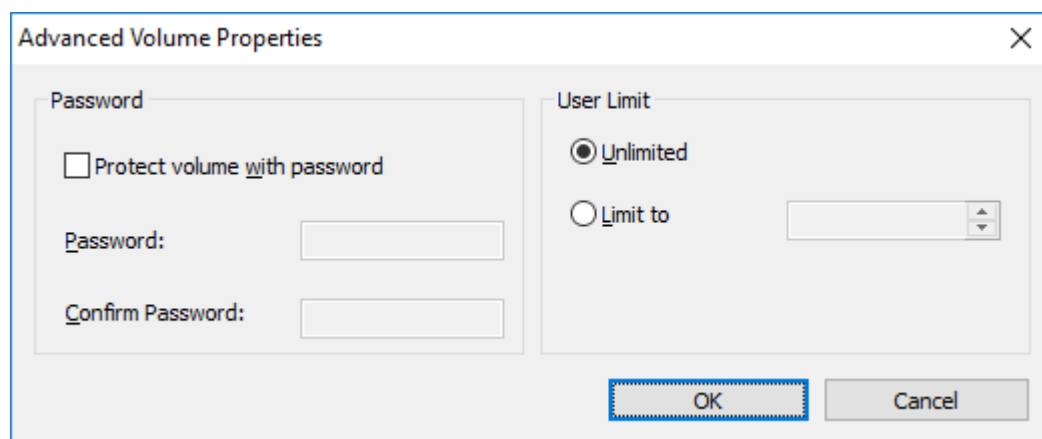 Advanced Volume Properties
Password
Protect volume with password
Password:
Confirm Password:
User Limit
Unlimited
Limit to
OK
Cancel